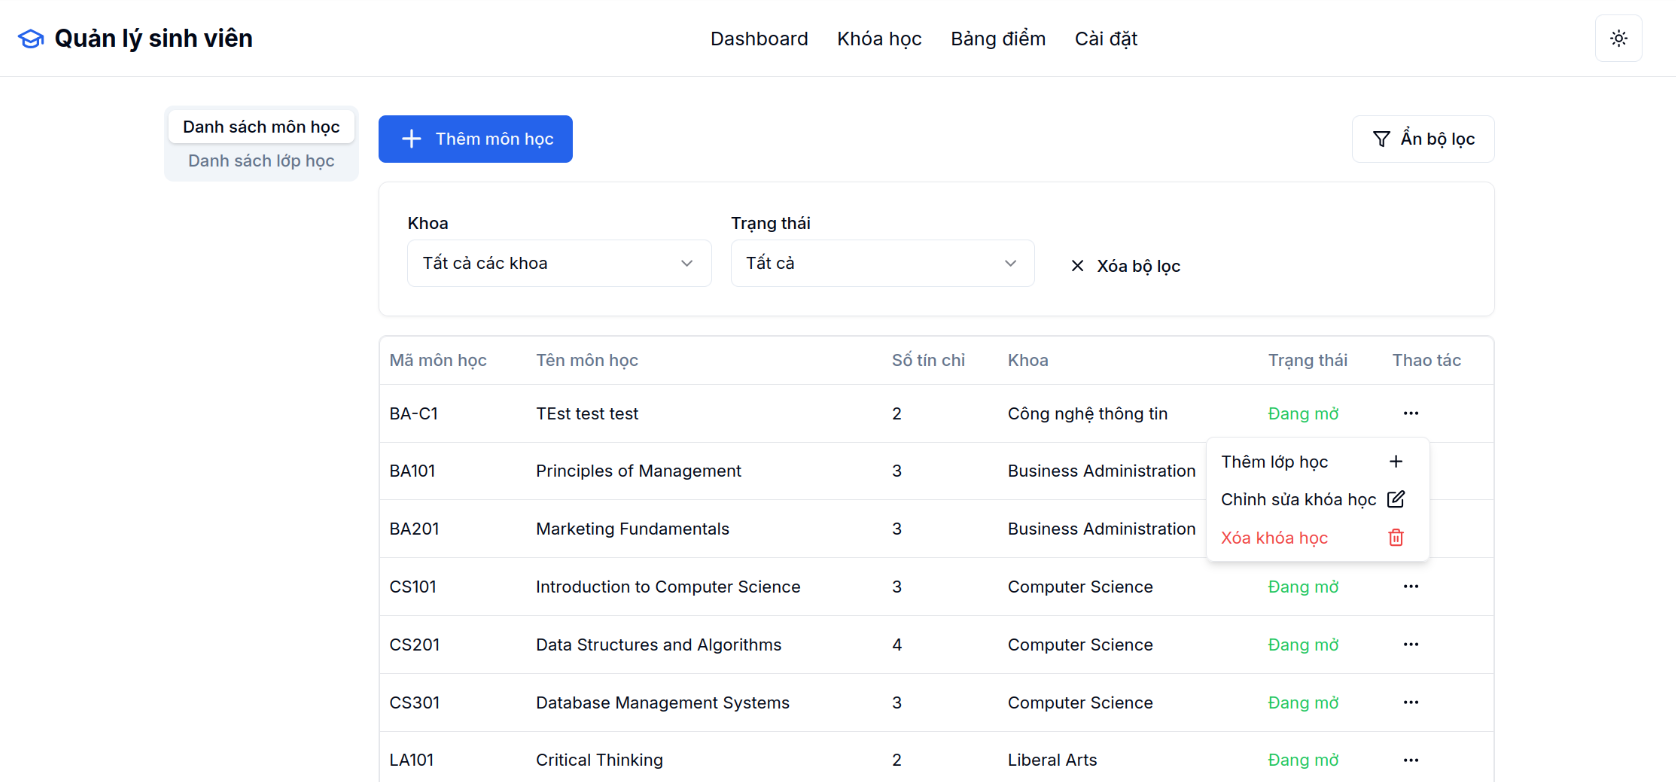 Quản lý sinh viên
Dashboard Khóa học Bảng điểm Cài đặt
Danh sách môn học
Danh sách lớp học
Thêm môn học
Ẩn bộ lọc
Khoa Trạng thái
Tất cả các khoa Tất cả Xóa bộ lọc
Mã môn học Tên môn học Số tín chỉ Khoa Trạng thái Thao tác
BA-C1 TEst test test 2 Công nghệ thông tin Đang mở
BA101 Principles of Management 3 Business Administration
BA201 Marketing Fundamentals 3 Business Administration
Thêm lớp học
Chỉnh sửa khóa học
Xóa khóa học
CS101 Introduction to Computer Science 3 Computer Science Đang mở
CS201 Data Structures and Algorithms 4 Computer Science Đang mở
CS301 Database Management Systems 3 Computer Science Đang mở
LA101 Critical Thinking 2 Liberal Arts Đang mở